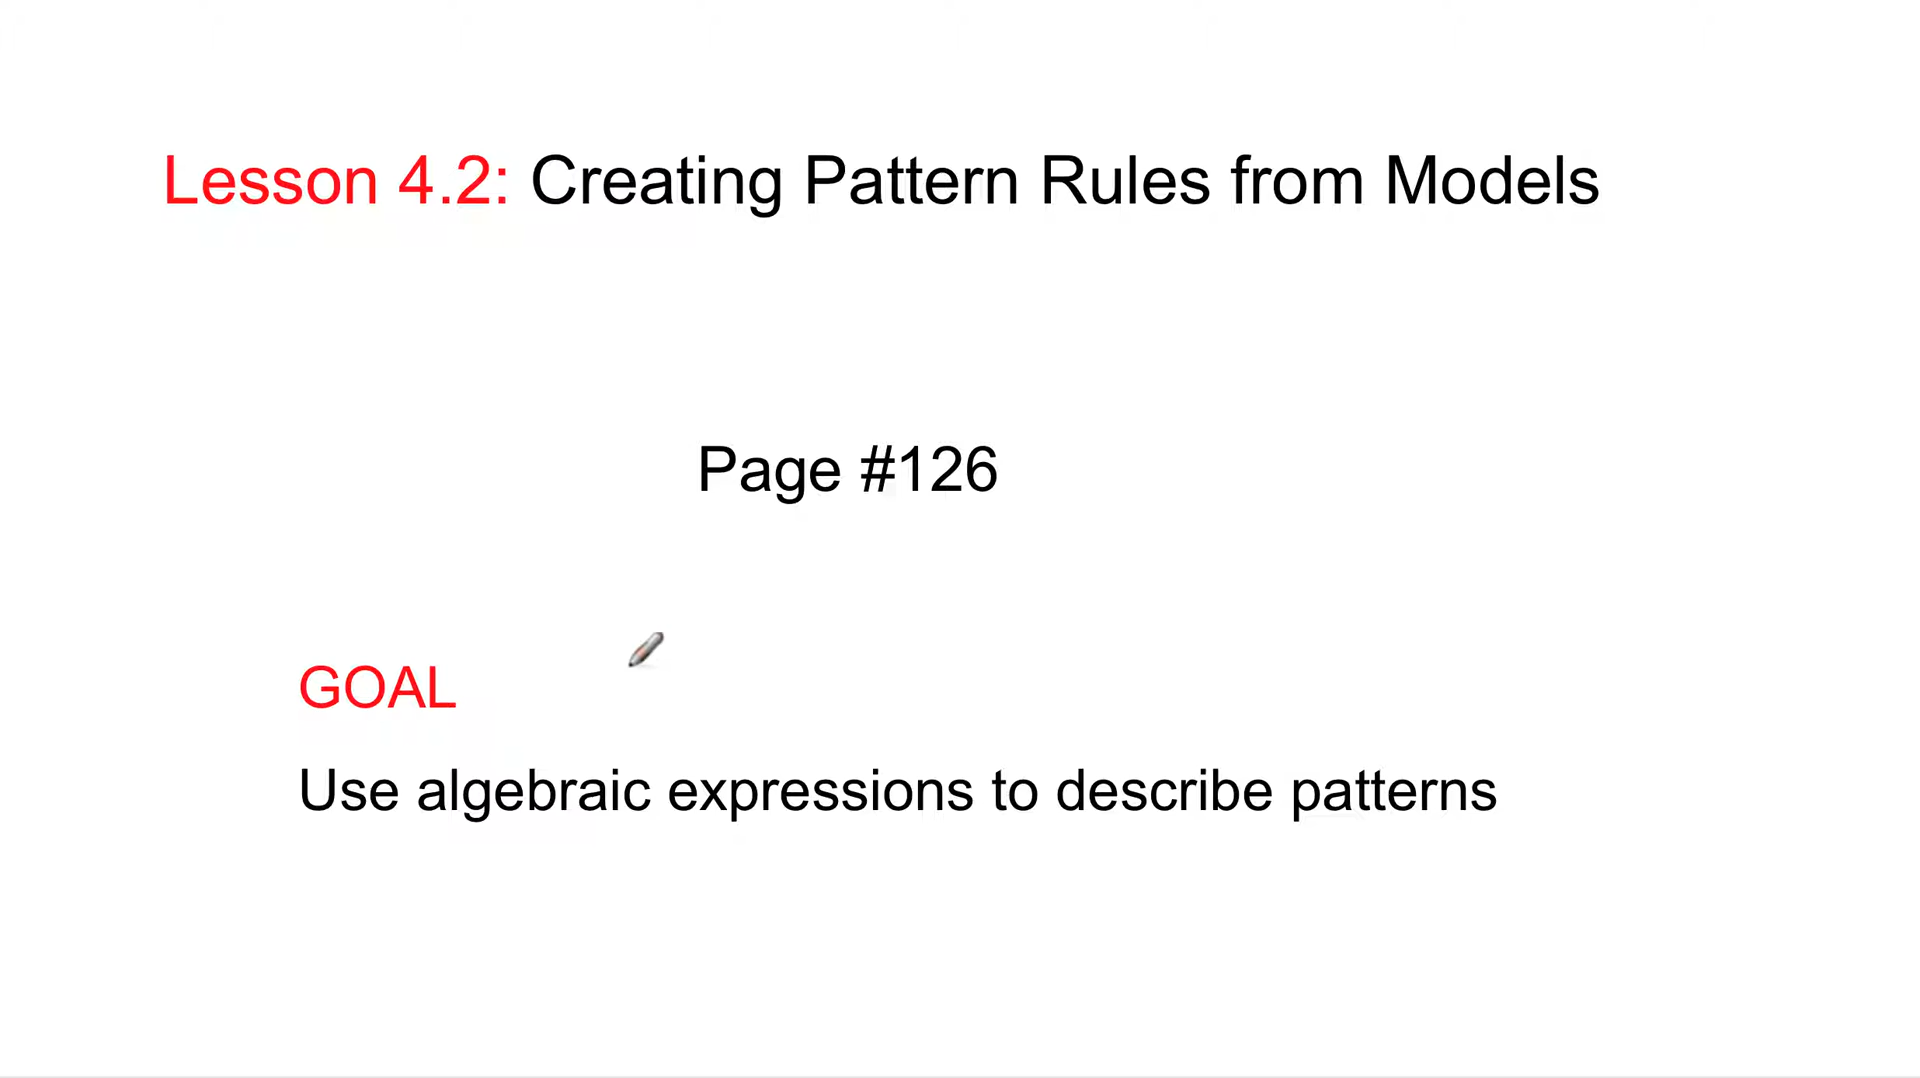 Lesson 4.2: Creating Pattern Rules from Models
Page #126
GOAL
Use algebraic expressions to describe patterns